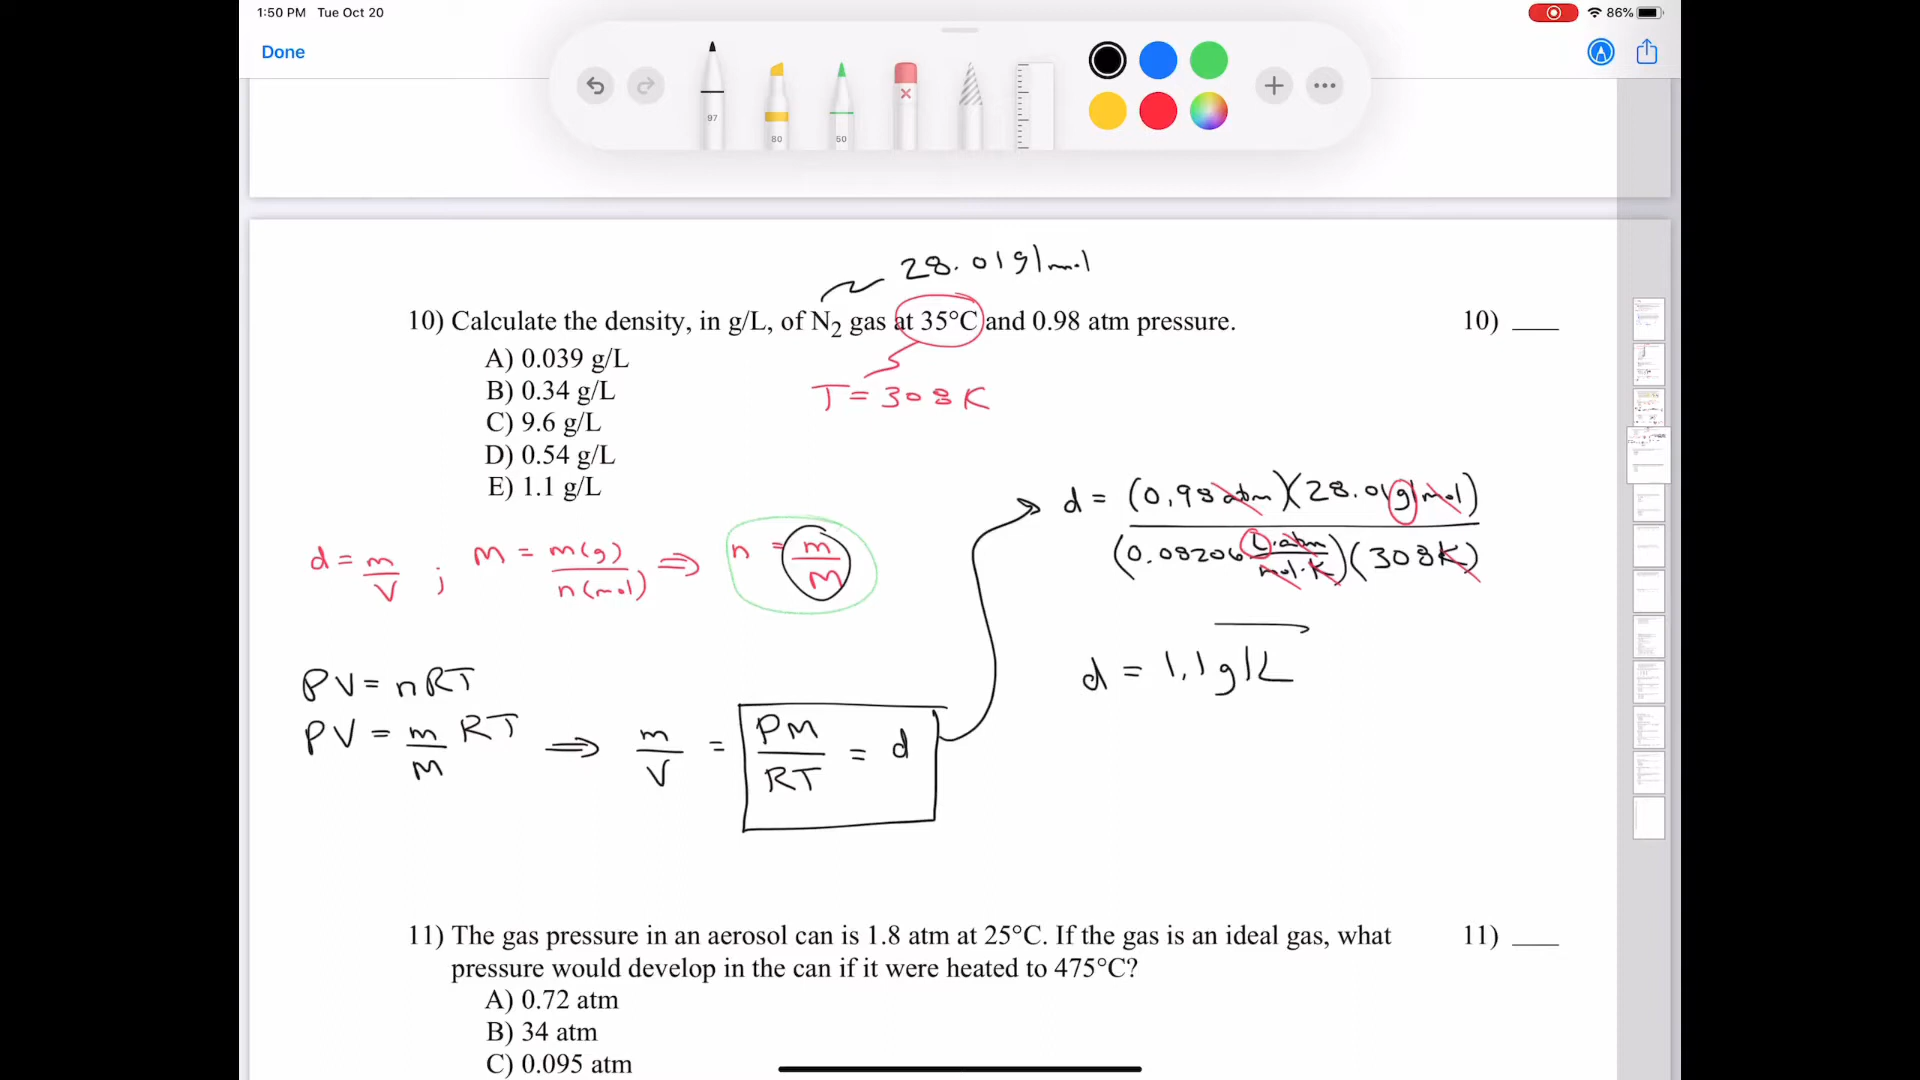 1:50 PM Tue Oct 20
86%
Done
97
80
50
28.01 g/mol
10) Calculate the density, in g/L, of N₂ gas at 35°C and 0.98 atm pressure.
10) ____
A) 0.039 g/L
B) 0.34 g/L
C) 9.6 g/L
D) 0.54 g/L
E) 1.1 g/L
T = 308 K
d = m/V ; M = m(g)/n(mol) ⇒ n = m/M
d = (0.98 atm)(28.01 g/mol) / (0.08206 L·atm/mol·K)(308K)
d = 1.1 g/L
PV = nRT
PV = m/M RT ⇒ m/V = PM/RT = d
11) The gas pressure in an aerosol can is 1.8 atm at 25°C. If the gas is an ideal gas, what
11) ____
pressure would develop in the can if it were heated to 475°C?
A) 0.72 atm
B) 34 atm
C) 0.095 atm